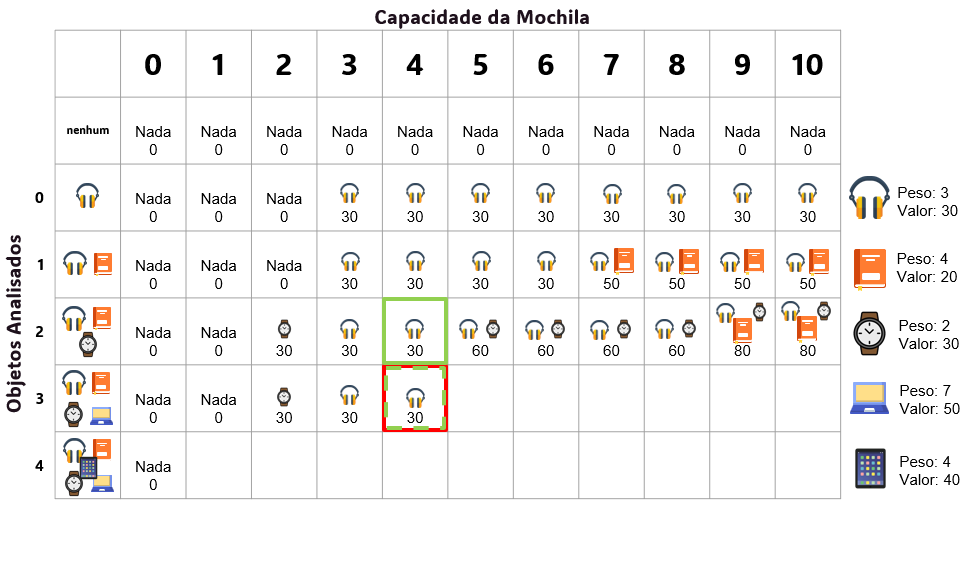 Capacidade da Mochila
0 1 2 3 4 5 6 7 8 9 10
Objetos Analisados
nenhum Nada Nada Nada Nada Nada Nada Nada Nada Nada Nada Nada
0 0 0 0 0 0 0 0 0 0 0
0 Nada Nada Nada
0 0 0 30 30 30 30 30 30 30 30
Peso: 3
Valor: 30
1 Nada Nada Nada
0 0 0 30 30 30 30 50 50 50 50
Peso: 4
Valor: 20
2 Nada Nada
0 0 30 30 30 60 60 60 60 80 80
Peso: 2
Valor: 30
3 Nada Nada
0 0 30 30 30
Peso: 7
Valor: 50
4 Nada
0
Peso: 4
Valor: 40